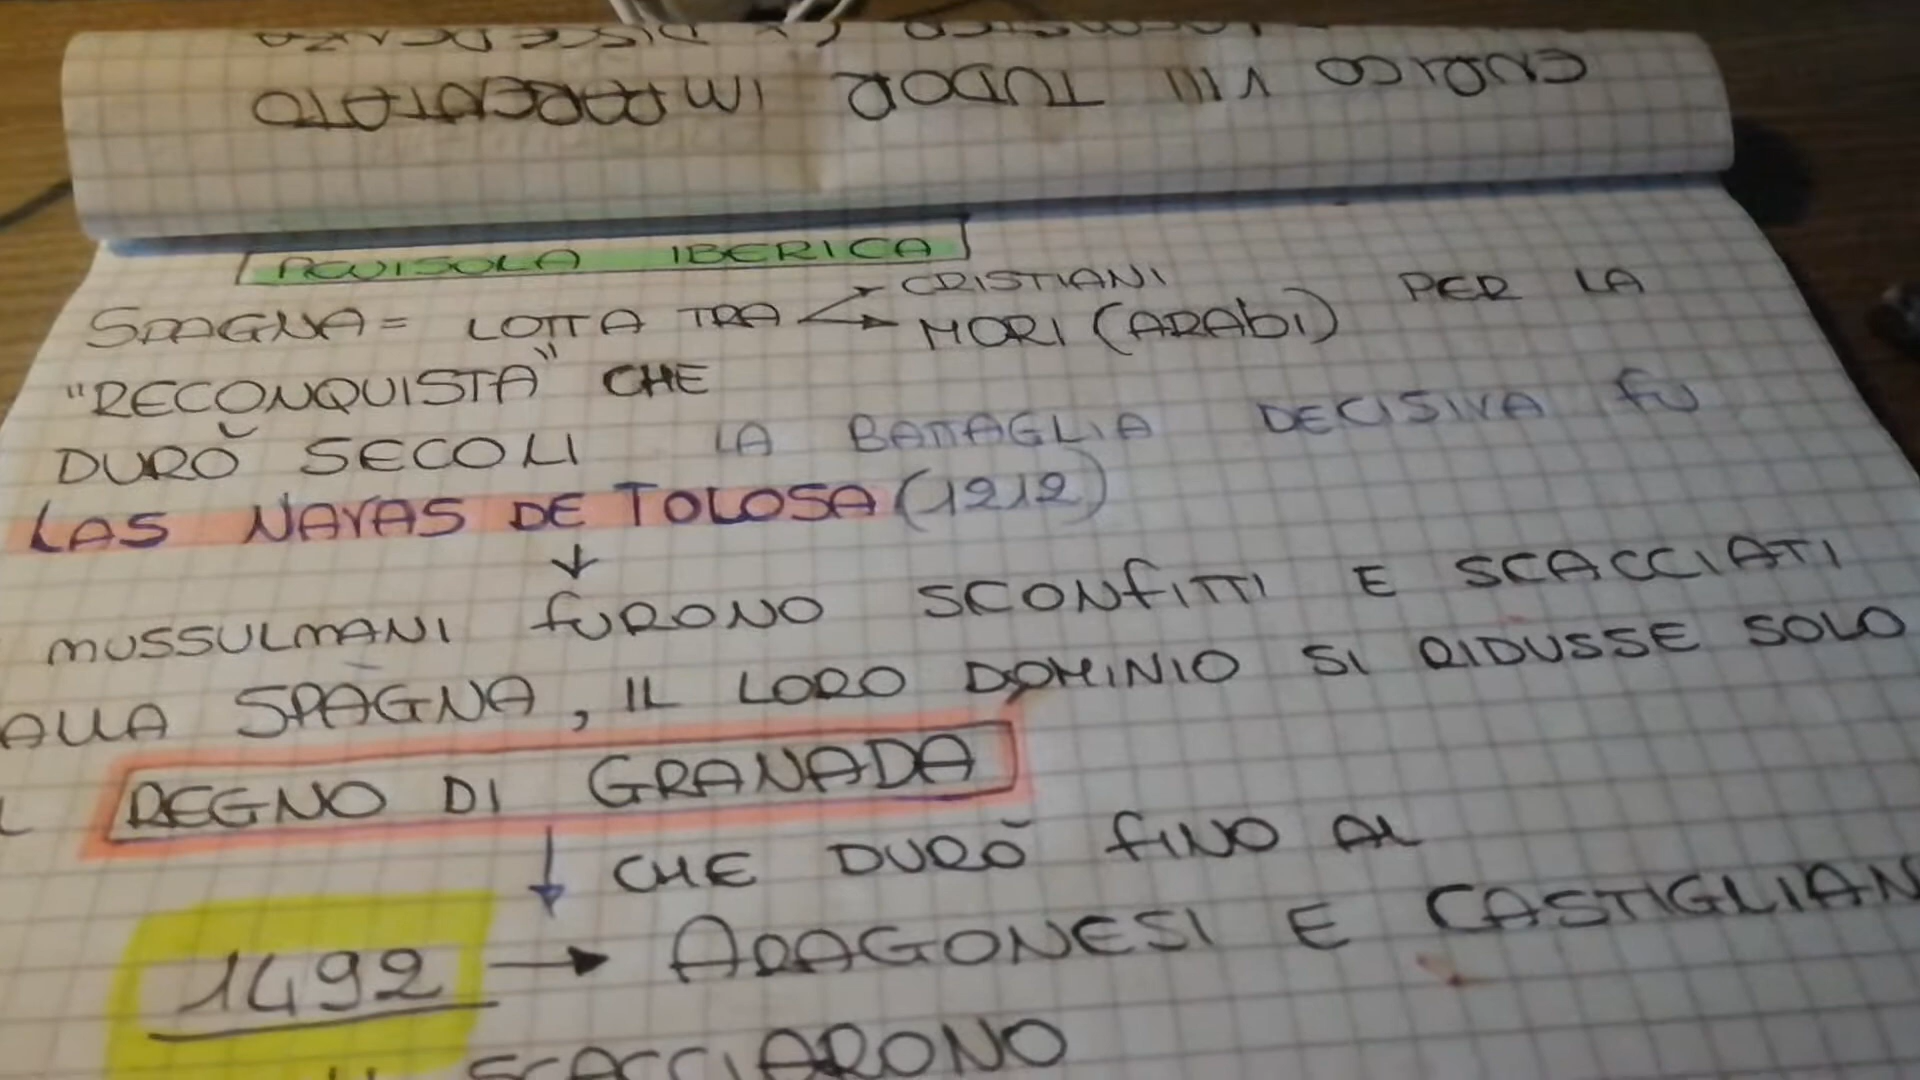 ENRICO VIII TUDOR IMPARENTATO
PENISOLA IBERICA
SPAGNA = LOTTA TRA CRISTIANI
MORI (ARABI) PER LA
"RECONQUISTA" CHE
DURÒ SECOLI LA BATTAGLIA DECISIVA FU
LAS NAVAS DE TOLOSA (1212)
↓
MUSSULMANI FURONO SCONFITTI E SCACCIATI
ALLA SPAGNA, IL LORO DOMINIO SI RIDUSSE SOLO
L REGNO DI GRANADA
↓ CHE DURÒ FINO AL
1492 → ARAGONESI E CASTIGLIAN
SCACCIARONO